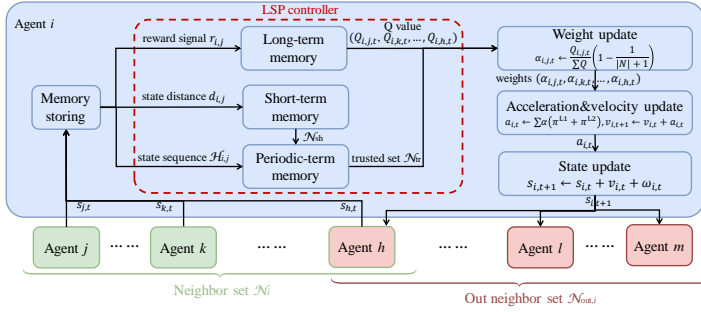 Agent i
LSP controller
reward signal r_{i,j}
Long-term memory
Q value
(Q_{i,j,t}, Q_{i,k,t}, …, Q_{i,h,t})
Weight update
α_{i,j,t} ← Q_{i,j,t}/∑Q (1 − 1/(|N| + 1))
weights (α_{i,j,t}, α_{i,k,t}, …, α_{i,h,t})
Memory storing
state distance d_{i,j}
Short-term memory
𝒩_{sh}
Acceleration&velocity update
a_{i,t} ← ∑α(π^{L1} + π^{L2}), v_{i,t+1} ← v_{i,t} + a_{i,t}
a_{i,t}
state sequence ℋ_{i,j}
Periodic-term memory
trusted set 𝒩_{tr}
State update
s_{i,t+1} ← s_{i,t} + v_{i,t} + ω_{i,t}
s_{i,t+1}
s_{j,t}
s_{k,t}
s_{h,t}
Agent j
⋯⋯
Agent k
⋯⋯
Agent h
⋯⋯
Agent l
⋯⋯
Agent m
Neighbor set 𝒩_i
Out neighbor set 𝒩_{out,i}